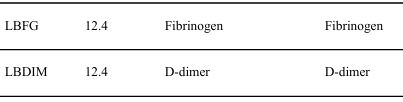 LBFG 12.4 Fibrinogen Fibrinogen
LBDIM 12.4 D-dimer D-dimer